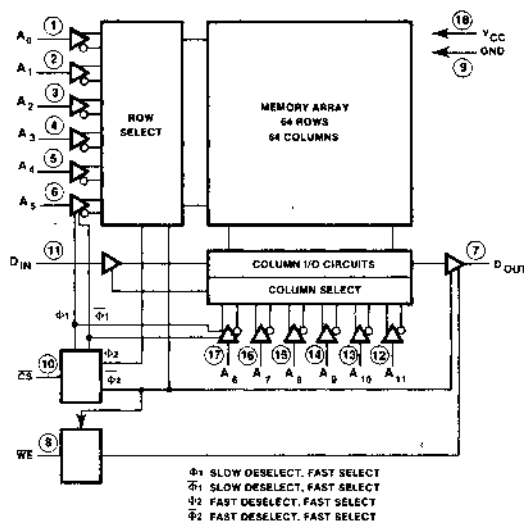 A0 1
A1 2
A2 3
A3 4
A4 5
A5 6
ROW
SELECT
MEMORY ARRAY
64 ROWS
64 COLUMNS
18 VCC
GND
9
DIN 11
COLUMN I/O CIRCUITS
COLUMN SELECT
7 DOUT
Φ1 Φ̅1
17 16 15 14 13 12
A6 A7 A8 A9 A10 A11
Φ2
Φ̅2
C̅S̅ 10
W̅E̅ 8
Φ1 SLOW DESELECT, FAST SELECT
Φ̅1 SLOW DESELECT, FAST SELECT
Φ2 FAST DESELECT, FAST SELECT
Φ̅2 FAST DESELECT, FAST SELECT